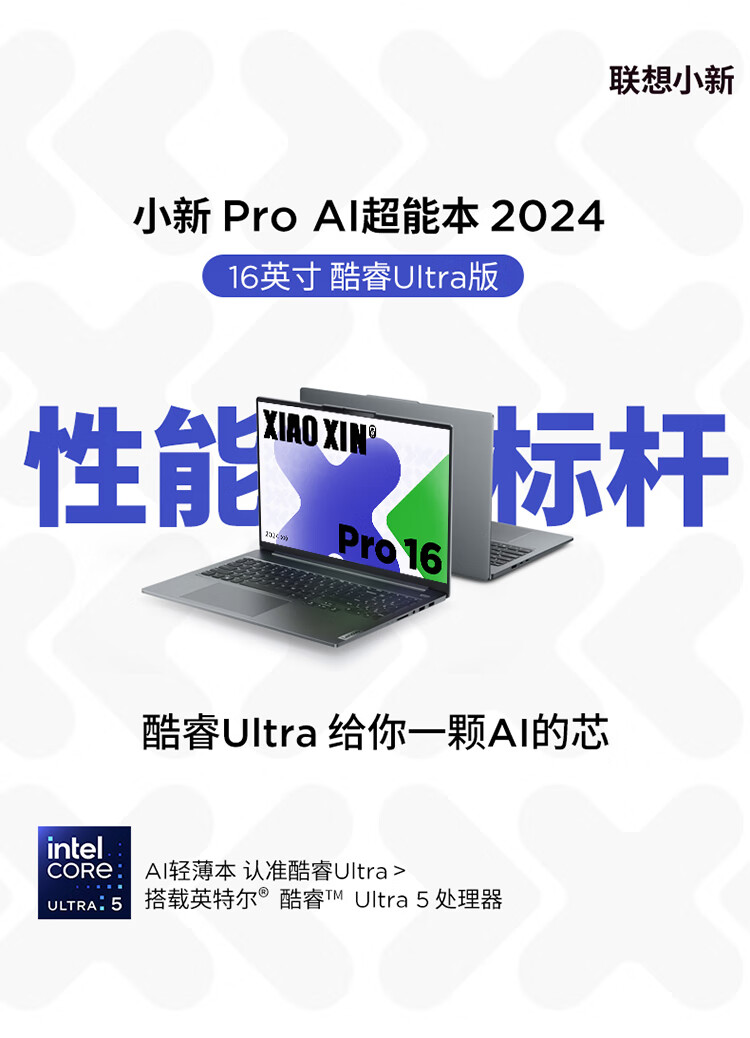 联想小新
小新 Pro AI超能本 2024
16英寸 酷睿Ultra版
性能标杆
XIAO XIN®
2024
Pro 16
酷睿Ultra 给你一颗AI的芯
intel
CORE
ULTRA 5
AI轻薄本 认准酷睿Ultra >
搭载英特尔® 酷睿™ Ultra 5 处理器